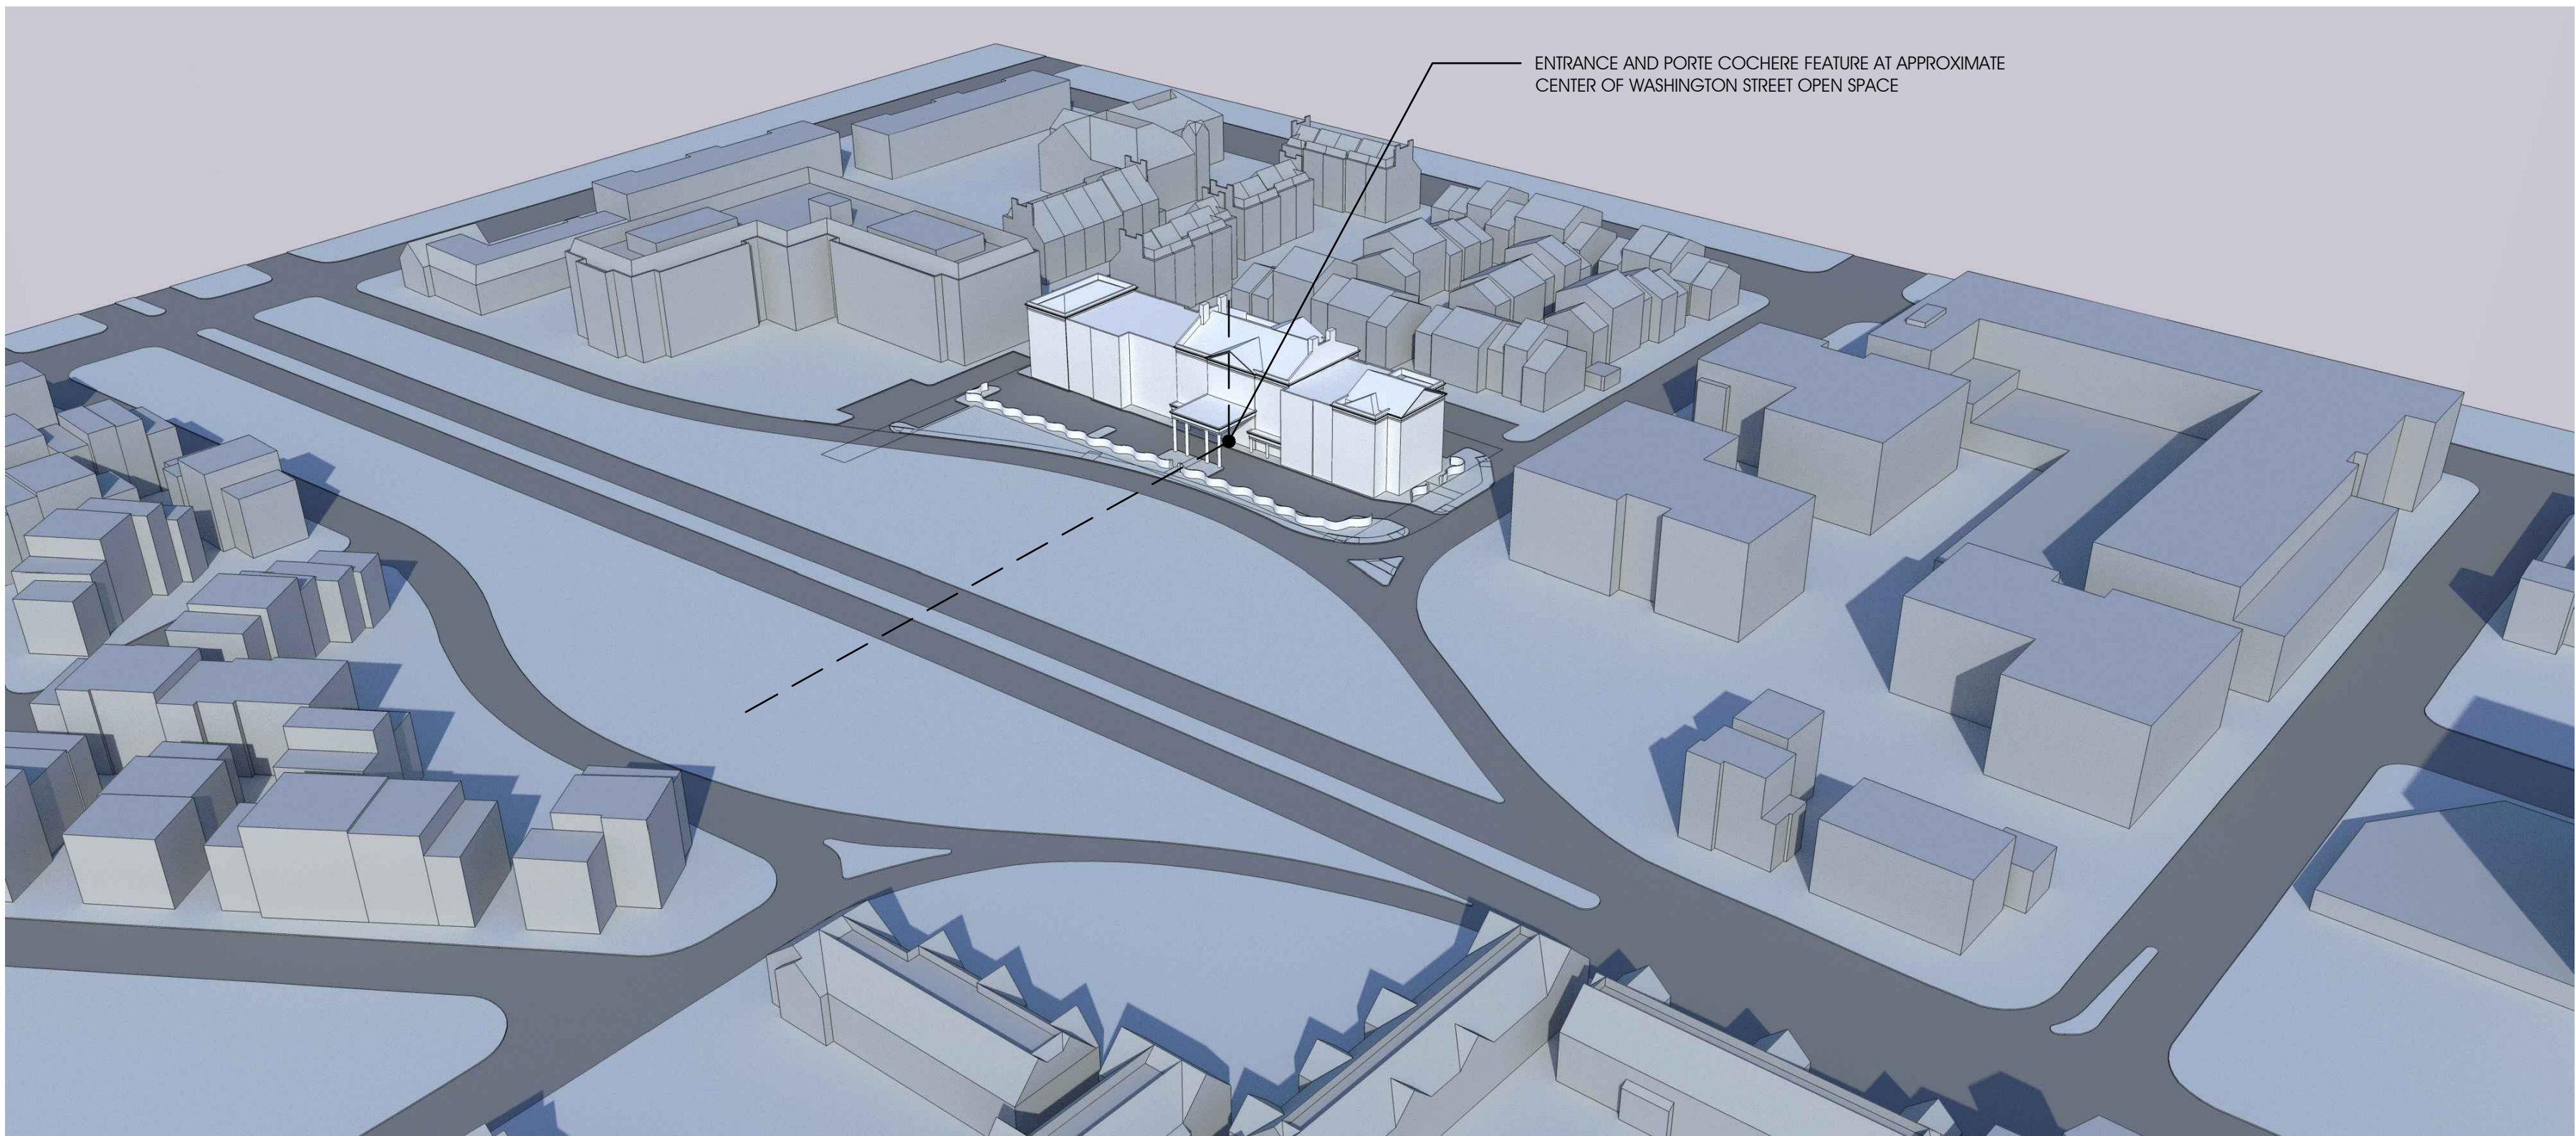 ENTRANCE AND PORTE COCHERE FEATURE AT APPROXIMATE
CENTER OF WASHINGTON STREET OPEN SPACE